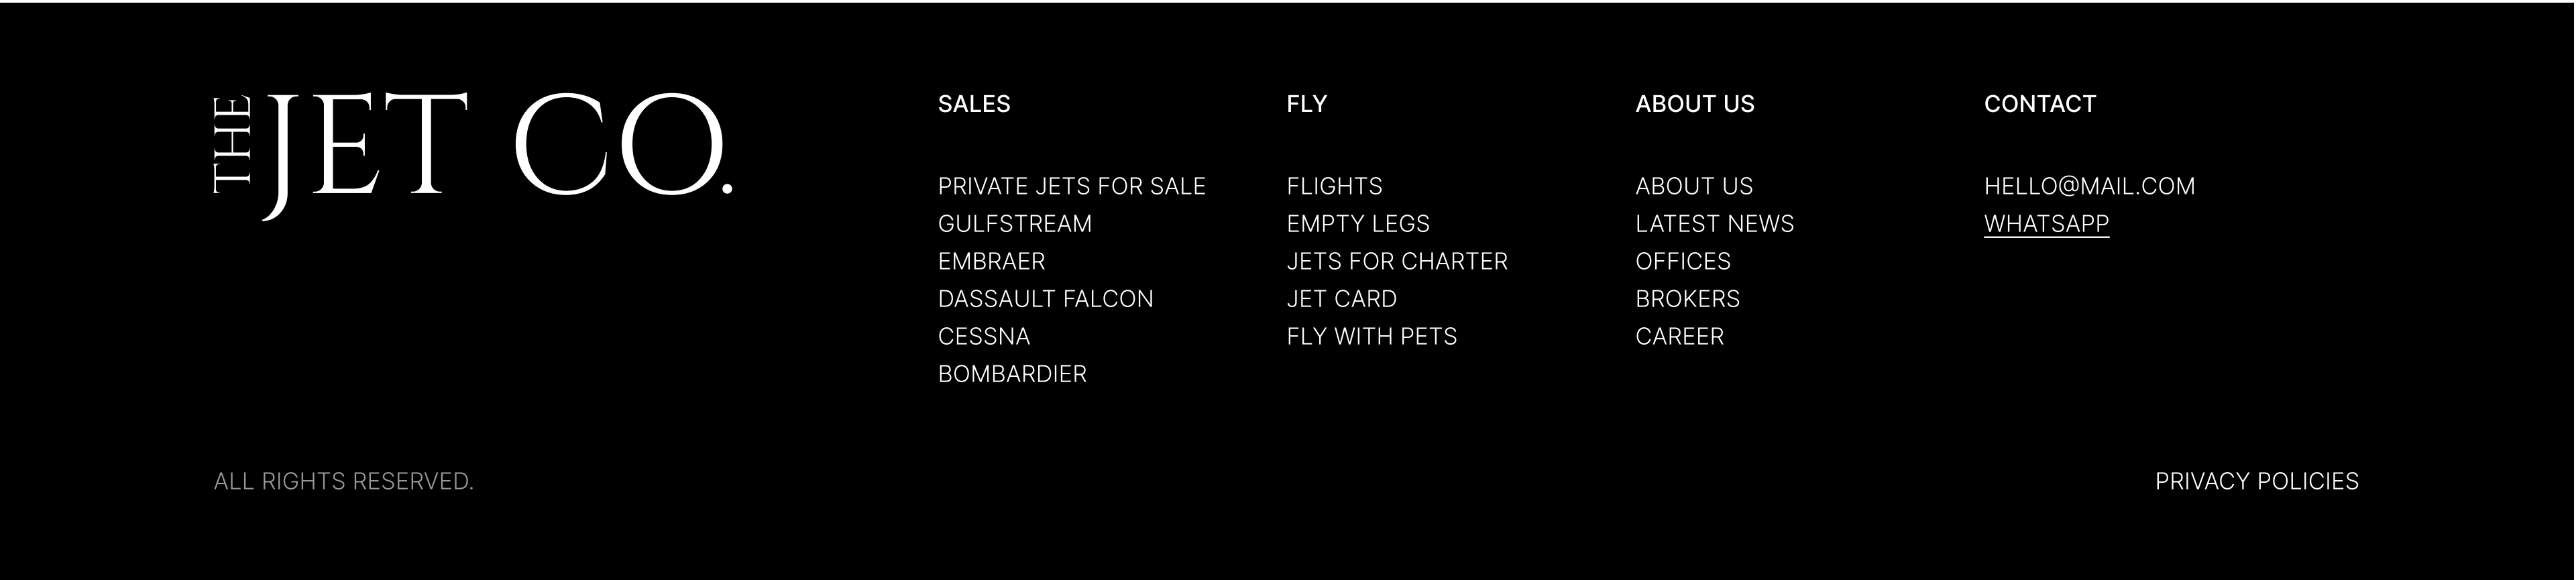 THE JET CO.
SALES
PRIVATE JETS FOR SALE
GULFSTREAM
EMBRAER
DASSAULT FALCON
CESSNA
BOMBARDIER
FLY
FLIGHTS
EMPTY LEGS
JETS FOR CHARTER
JET CARD
FLY WITH PETS
ABOUT US
ABOUT US
LATEST NEWS
OFFICES
BROKERS
CAREER
CONTACT
HELLO@MAIL.COM
WHATSAPP
ALL RIGHTS RESERVED.
PRIVACY POLICIES